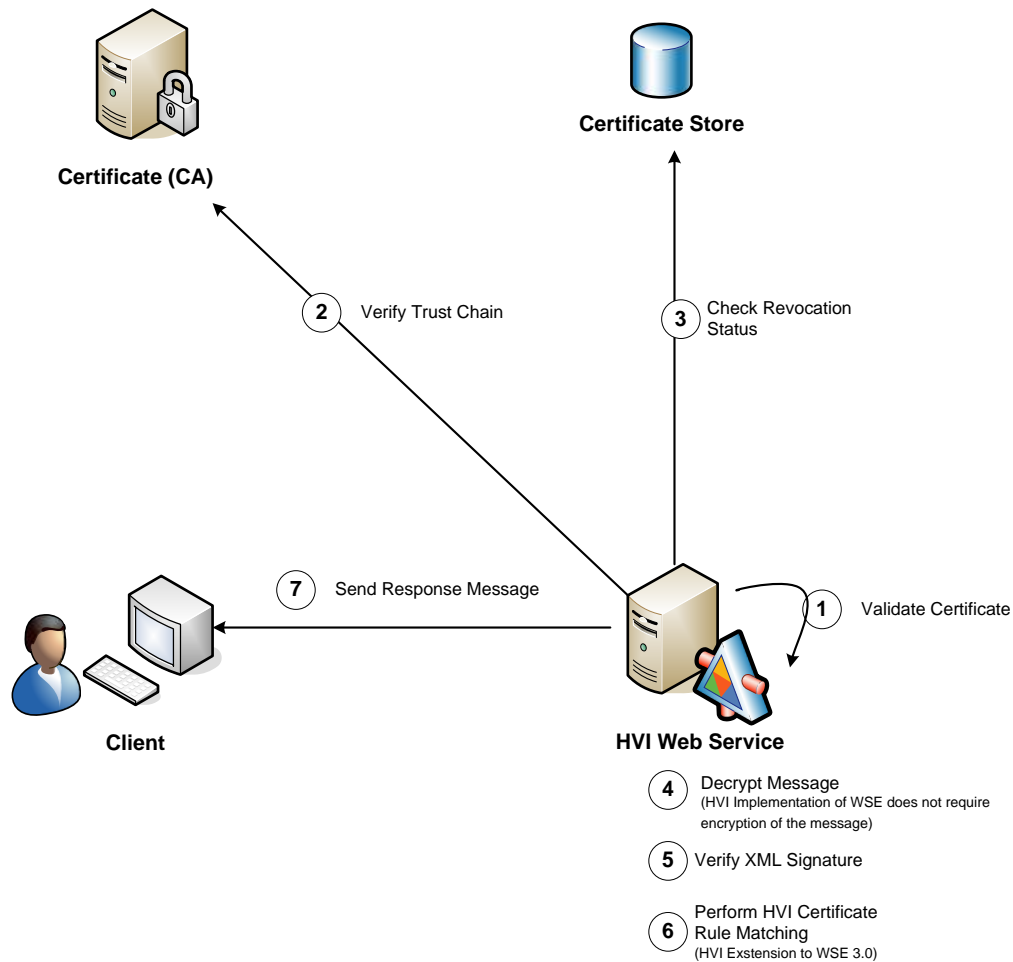 Certificate (CA)
Certificate Store
2 Verify Trust Chain
3 Check Revocation
Status
7 Send Response Message
1 Validate Certificate
Client
HVI Web Service
4 Decrypt Message
(HVI Implementation of WSE does not require
encryption of the message)
5 Verify XML Signature
6 Perform HVI Certificate
Rule Matching
(HVI Exstension to WSE 3.0)